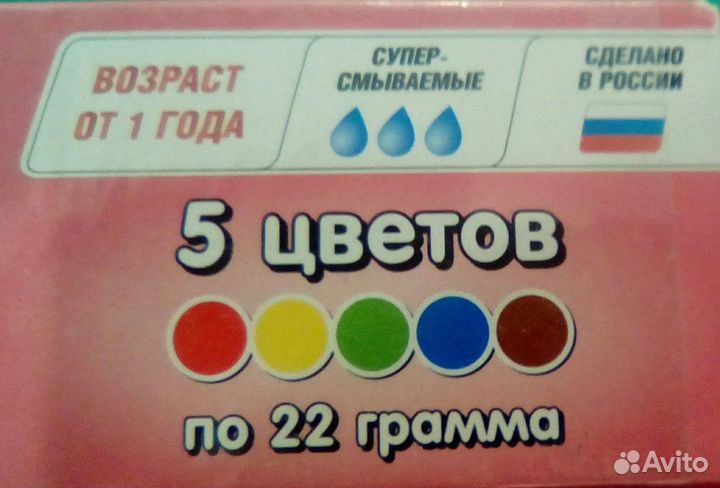 ВОЗРАСТ
ОТ 1 ГОДА
СУПЕР-
СМЫВАЕМЫЕ
СДЕЛАНО
В РОССИИ
5 цветов
по 22 грамма
Avito